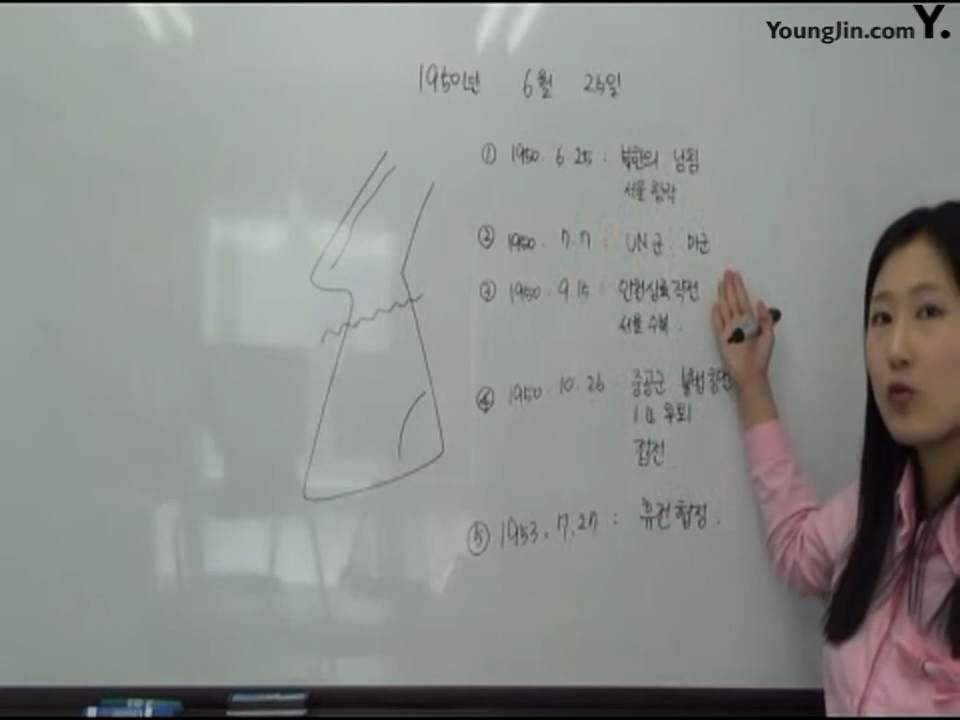 YoungJin.com Y.
1950년 6월 25일
① 1950. 6. 25 : 북한의 남침
서울 함락
② 1950. 7. 7 : UN군. 미군
③ 1950. 9. 15 : 인천상륙작전
서울 수복.
④ 1950. 10. 26 중공군 불법
1.4 후퇴
접전
⑤ 1953. 7. 27 : 휴전협정.